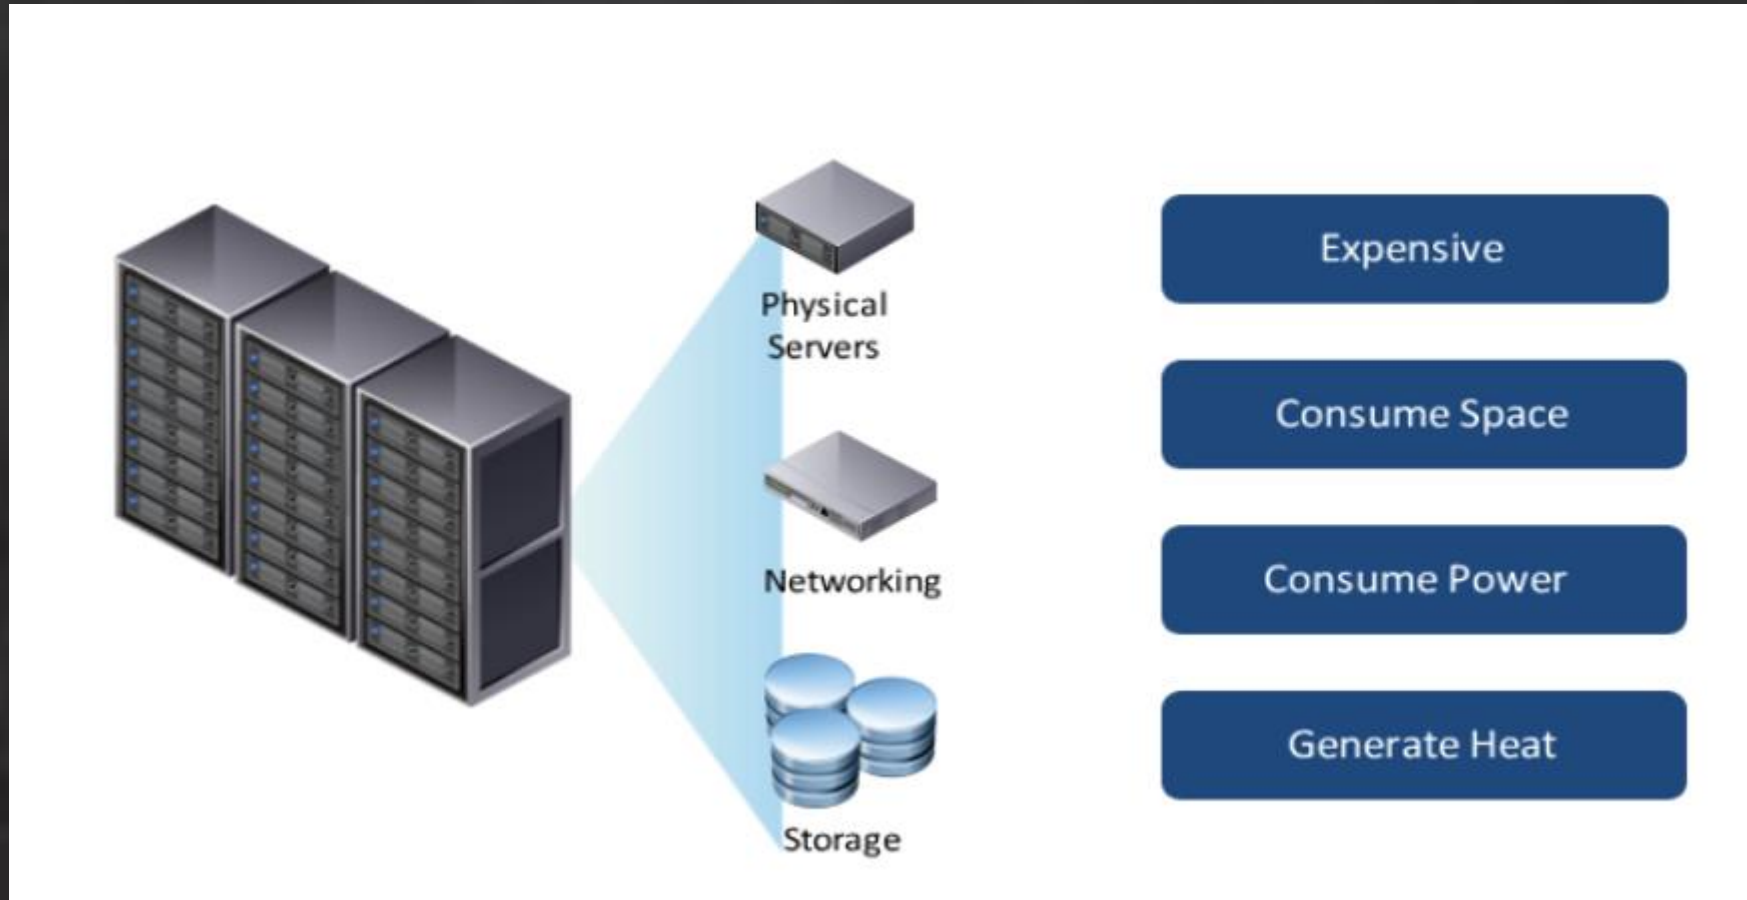 Physical
Servers
Networking
Storage
Expensive
Consume Space
Consume Power
Generate Heat